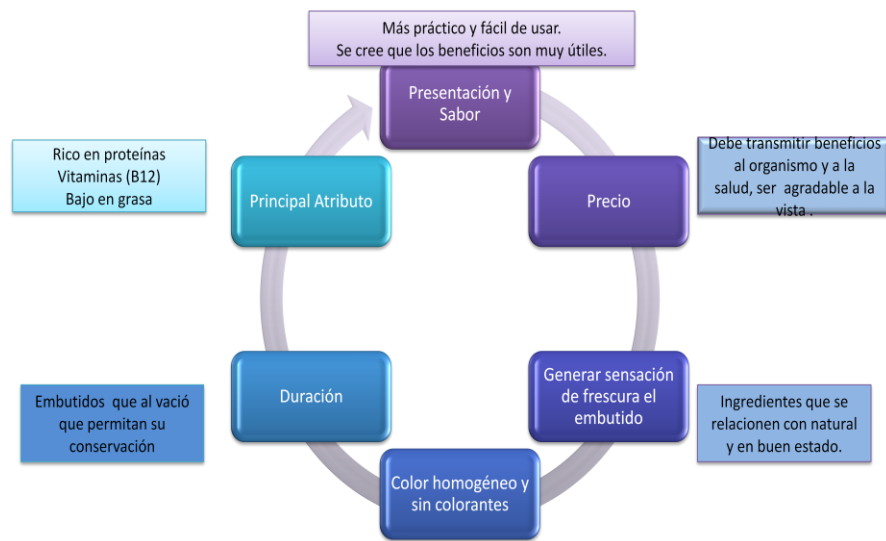 Más práctico y fácil de usar.
Se cree que los beneficios son muy útiles.
Presentación y
Sabor
Debe transmitir beneficios
al organismo y a la
salud, ser agradable a la
vista .
Precio
Generar sensación
de frescura el
embutido
Ingredientes que se
relacionen con natural
y en buen estado.
Color homogéneo y
sin colorantes
Duración
Embutidos que al vació
que permitan su
conservación
Principal Atributo
Rico en proteínas
Vitaminas (B12)
Bajo en grasa